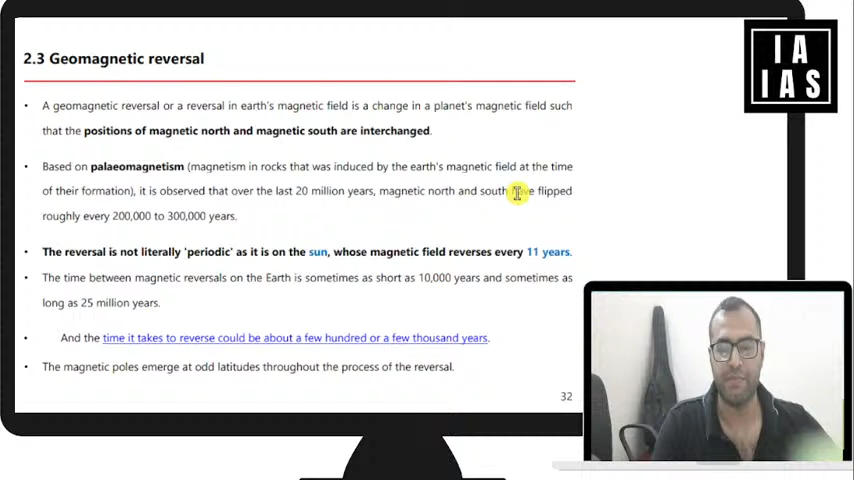 2.3 Geomagnetic reversal
• A geomagnetic reversal or a reversal in earth's magnetic field is a change in a planet's magnetic field such
that the positions of magnetic north and magnetic south are interchanged.
• Based on palaeomagnetism (magnetism in rocks that was induced by the earth's magnetic field at the time
of their formation), it is observed that over the last 20 million years, magnetic north and south flipped
roughly every 200,000 to 300,000 years.
• The reversal is not literally 'periodic' as it is on the sun, whose magnetic field reverses every 11 years.
• The time between magnetic reversals on the Earth is sometimes as short as 10,000 years and sometimes as
long as 25 million years.
• And the time it takes to reverse could be about a few hundred or a few thousand years.
• The magnetic poles emerge at odd latitudes throughout the process of the reversal.
32
IA
IAS